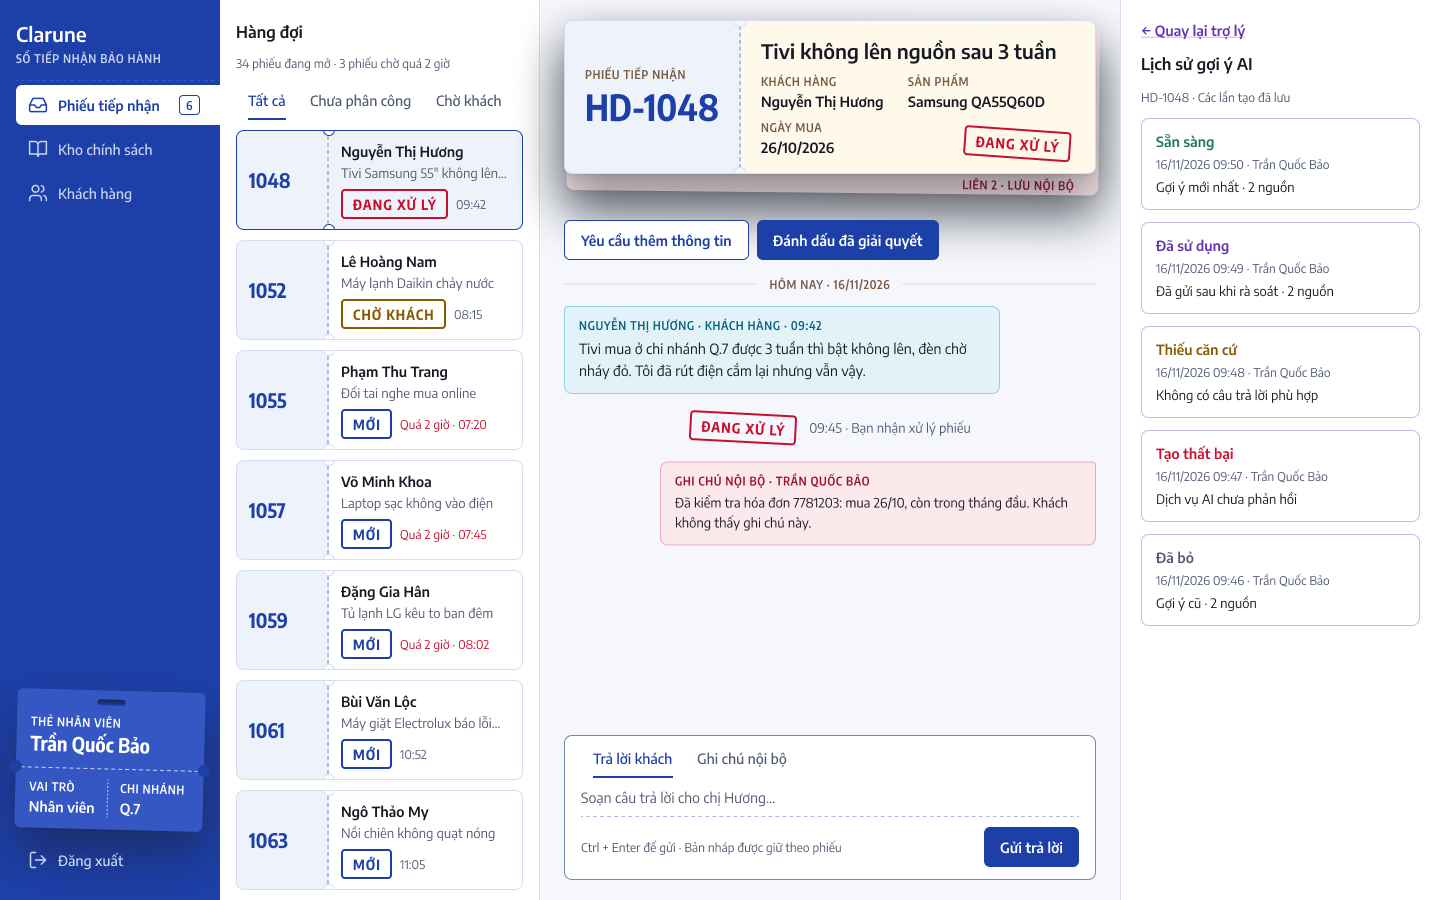 Clarune
SỔ TIẾP NHẬN BẢO HÀNH
Phiếu tiếp nhận 6
Kho chính sách
Khách hàng
THẺ NHÂN VIÊN
Trần Quốc Bảo
VAI TRÒ CHI NHÁNH
Nhân viên Q.7
Đăng xuất
Hàng đợi
34 phiếu đang mở · 3 phiếu chờ quá 2 giờ
Tất cả Chưa phân công Chờ khách
1048
Nguyễn Thị Hương
Tivi Samsung 55" không lên...
ĐANG XỬ LÝ 09:42
1052
Lê Hoàng Nam
Máy lạnh Daikin chảy nước
CHỜ KHÁCH 08:15
1055
Phạm Thu Trang
Đổi tai nghe mua online
MỚI Quá 2 giờ · 07:20
1057
Võ Minh Khoa
Laptop sạc không vào điện
MỚI Quá 2 giờ · 07:45
1059
Đặng Gia Hân
Tủ lạnh LG kêu to ban đêm
MỚI Quá 2 giờ · 08:02
1061
Bùi Văn Lộc
Máy giặt Electrolux báo lỗi...
MỚI 10:52
1063
Ngô Thảo My
Nồi chiên không quạt nóng
MỚI 11:05
PHIẾU TIẾP NHẬN
HD-1048
Tivi không lên nguồn sau 3 tuần
KHÁCH HÀNG SẢN PHẨM
Nguyễn Thị Hương Samsung QA55Q60D
NGÀY MUA
26/10/2026
ĐANG XỬ LÝ
LIÊN 2 · LƯU NỘI BỘ
Yêu cầu thêm thông tin Đánh dấu đã giải quyết
HÔM NAY · 16/11/2026
NGUYỄN THỊ HƯƠNG · KHÁCH HÀNG · 09:42
Tivi mua ở chi nhánh Q.7 được 3 tuần thì bật không lên, đèn chờ
nháy đỏ. Tôi đã rút điện cắm lại nhưng vẫn vậy.
ĐANG XỬ LÝ 09:45 · Bạn nhận xử lý phiếu
GHI CHÚ NỘI BỘ · TRẦN QUỐC BẢO
Đã kiểm tra hóa đơn 7781203: mua 26/10, còn trong tháng đầu. Khách
không thấy ghi chú này.
Trả lời khách Ghi chú nội bộ
Soạn câu trả lời cho chị Hương...
Ctrl + Enter để gửi · Bản nháp được giữ theo phiếu
Gửi trả lời
← Quay lại trợ lý
Lịch sử gợi ý AI
HD-1048 · Các lần tạo đã lưu
Sẵn sàng
16/11/2026 09:50 · Trần Quốc Bảo
Gợi ý mới nhất · 2 nguồn
Đã sử dụng
16/11/2026 09:49 · Trần Quốc Bảo
Đã gửi sau khi rà soát · 2 nguồn
Thiếu căn cứ
16/11/2026 09:48 · Trần Quốc Bảo
Không có câu trả lời phù hợp
Tạo thất bại
16/11/2026 09:47 · Trần Quốc Bảo
Dịch vụ AI chưa phản hồi
Đã bỏ
16/11/2026 09:46 · Trần Quốc Bảo
Gợi ý cũ · 2 nguồn